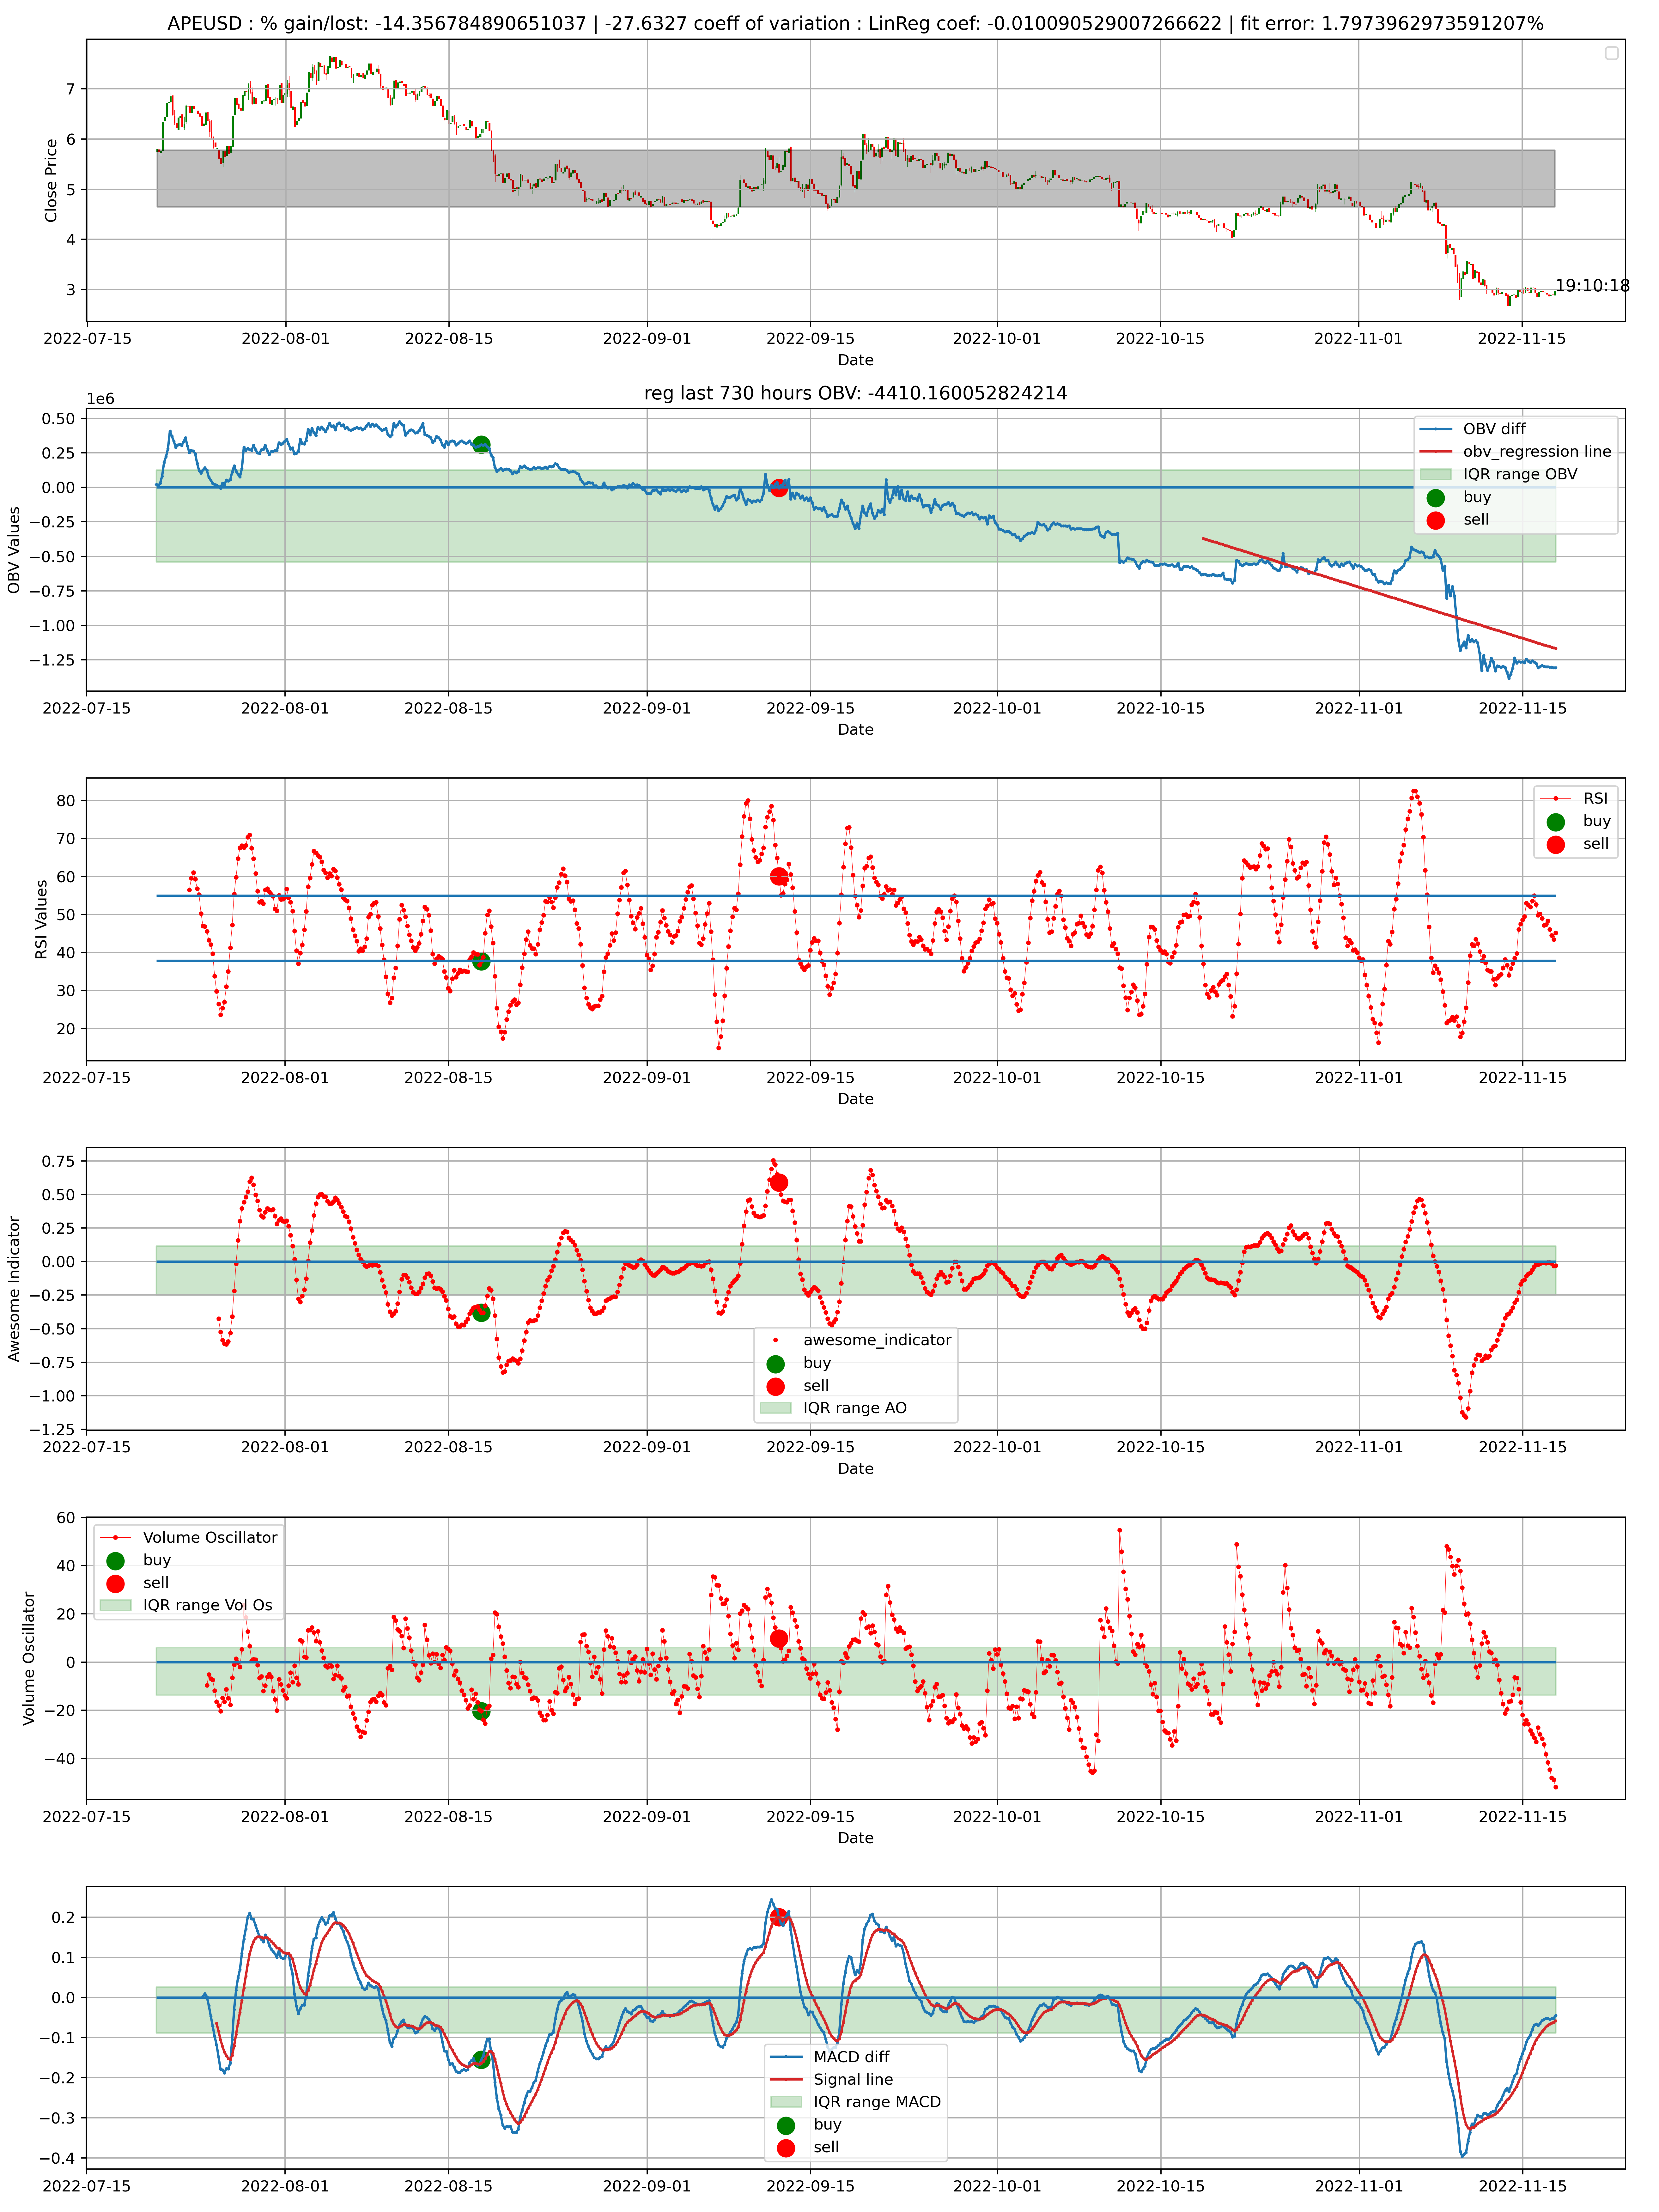 APEUSD : % gain/lost: -14.356784890651037 | -27.6327 coeff of variation : LinReg coef: -0.010090529007266622 | fit error: 1.7973962973591207%
7
6
5
4
3
Close Price
19:10:18
2022-07-15 2022-08-01 2022-08-15 2022-09-01 2022-09-15 2022-10-01 2022-10-15 2022-11-01 2022-11-15
Date
reg last 730 hours OBV: -4410.160052824214
1e6
0.50
0.25
0.00
−0.25
−0.50
−0.75
−1.00
−1.25
OBV Values
OBV diff
obv_regression line
IQR range OBV
buy
sell
2022-07-15 2022-08-01 2022-08-15 2022-09-01 2022-09-15 2022-10-01 2022-10-15 2022-11-01 2022-11-15
Date
80
70
60
50
40
30
20
RSI Values
RSI
buy
sell
2022-07-15 2022-08-01 2022-08-15 2022-09-01 2022-09-15 2022-10-01 2022-10-15 2022-11-01 2022-11-15
Date
0.75
0.50
0.25
0.00
−0.25
−0.50
−0.75
−1.00
−1.25
Awesome Indicator
awesome_indicator
buy
sell
IQR range AO
2022-07-15 2022-08-01 2022-08-15 2022-09-01 2022-09-15 2022-10-01 2022-10-15 2022-11-01 2022-11-15
Date
60
40
20
0
−20
−40
Volume Oscillator
Volume Oscillator
buy
sell
IQR range Vol Os
2022-07-15 2022-08-01 2022-08-15 2022-09-01 2022-09-15 2022-10-01 2022-10-15 2022-11-01 2022-11-15
Date
0.2
0.1
0.0
−0.1
−0.2
−0.3
−0.4
MACD diff
Signal line
IQR range MACD
buy
sell
2022-07-15 2022-08-01 2022-08-15 2022-09-01 2022-09-15 2022-10-01 2022-10-15 2022-11-01 2022-11-15